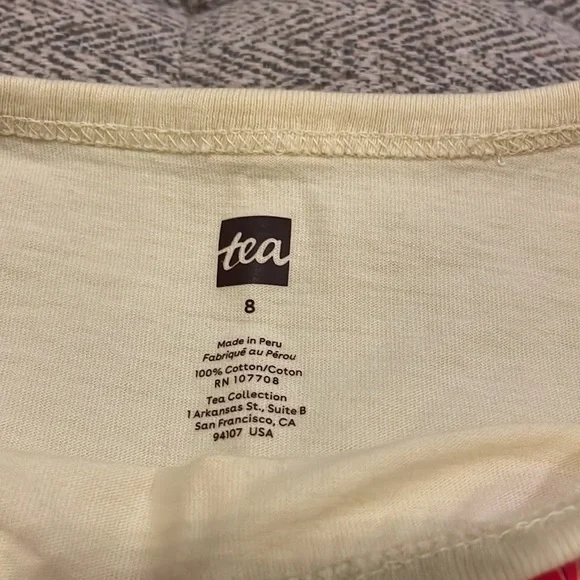 tea
8
Made in Peru
Fabriqué au Pérou
100% Cotton/Coton
RN 107708
Tea Collection
1 Arkansas St., Suite B
San Francisco, CA
94107 USA